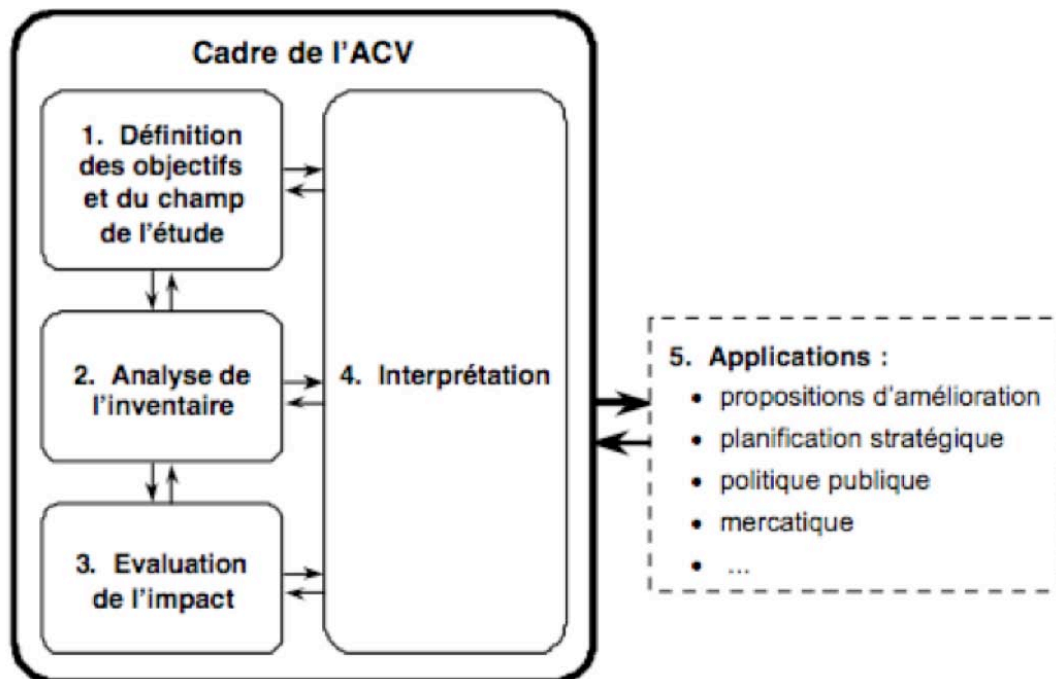 Cadre de l'ACV
1. Définition
des objectifs
et du champ
de l'étude
2. Analyse de
l'inventaire
3. Evaluation
de l'impact
4. Interprétation
5. Applications :
• propositions d'amélioration
• planification stratégique
• politique publique
• mercatique
• ...